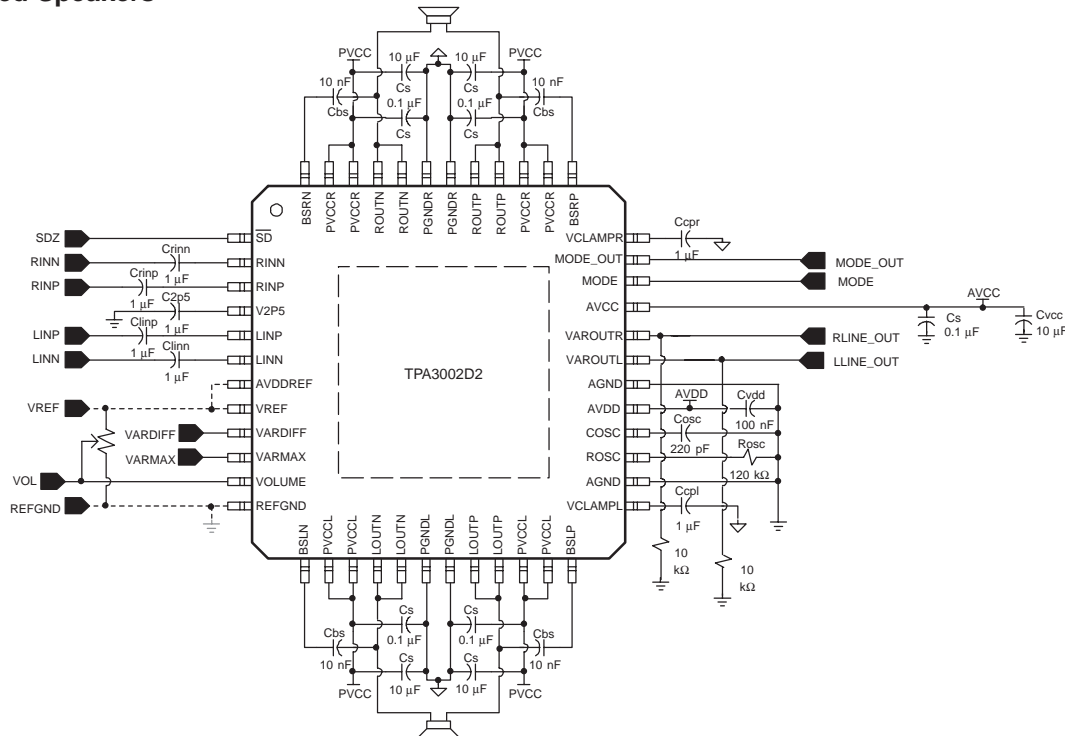 PVCC
10 µF
Cs
10 µF
Cs
PVCC
10 nF
Cbs
0.1 µF
Cs
0.1 µF
Cs
10 nF
Cbs
BSRN
PVCCR
PVCCR
ROUTN
ROUTN
PGNDR
PGNDR
ROUTP
ROUTP
PVCCR
PVCCR
BSRP
SDZ
SD
VCLAMPR
Ccpr
1 µF
RINN
Crinn
1 µF
RINN
MODE_OUT
MODE_OUT
RINP
Crinp
1 µF
RINP
MODE
MODE
C2p5
1 µF
V2P5
AVCC
AVCC
Cs
0.1 µF
Cvcc
10 µF
LINP
Clinp
1 µF
LINP
VAROUTR
RLINE_OUT
LINN
Clinn
1 µF
LINN
VAROUTL
LLINE_OUT
TPA3002D2
AVDDREF
AGND
VREF
VREF
AVDD
AVDD
Cvdd
100 nF
VARDIFF
VARDIFF
COSC
Cosc
220 pF
VARMAX
VARMAX
ROSC
Rosc
120 kΩ
VOL
VOLUME
AGND
REFGND
REFGND
VCLAMPL
Ccpl
1 µF
10
kΩ
10
kΩ
BSLN
PVCCL
PVCCL
LOUTN
LOUTN
PGNDL
PGNDL
LOUTP
LOUTP
PVCCL
PVCCL
BSLP
Cs
0.1 µF
Cs
0.1 µF
Cbs
10 nF
Cbs
10 nF
Cs
10 µF
Cs
10 µF
PVCC
PVCC